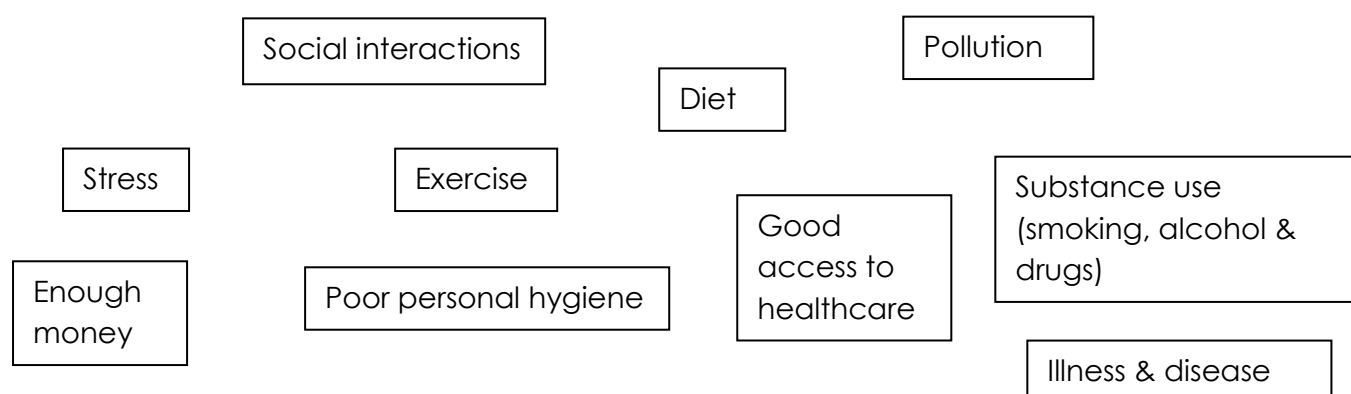 Social interactions
Pollution
Diet
Stress
Exercise
Substance use
(smoking, alcohol &
drugs)
Good
access to
healthcare
Enough
money
Poor personal hygiene
Illness & disease